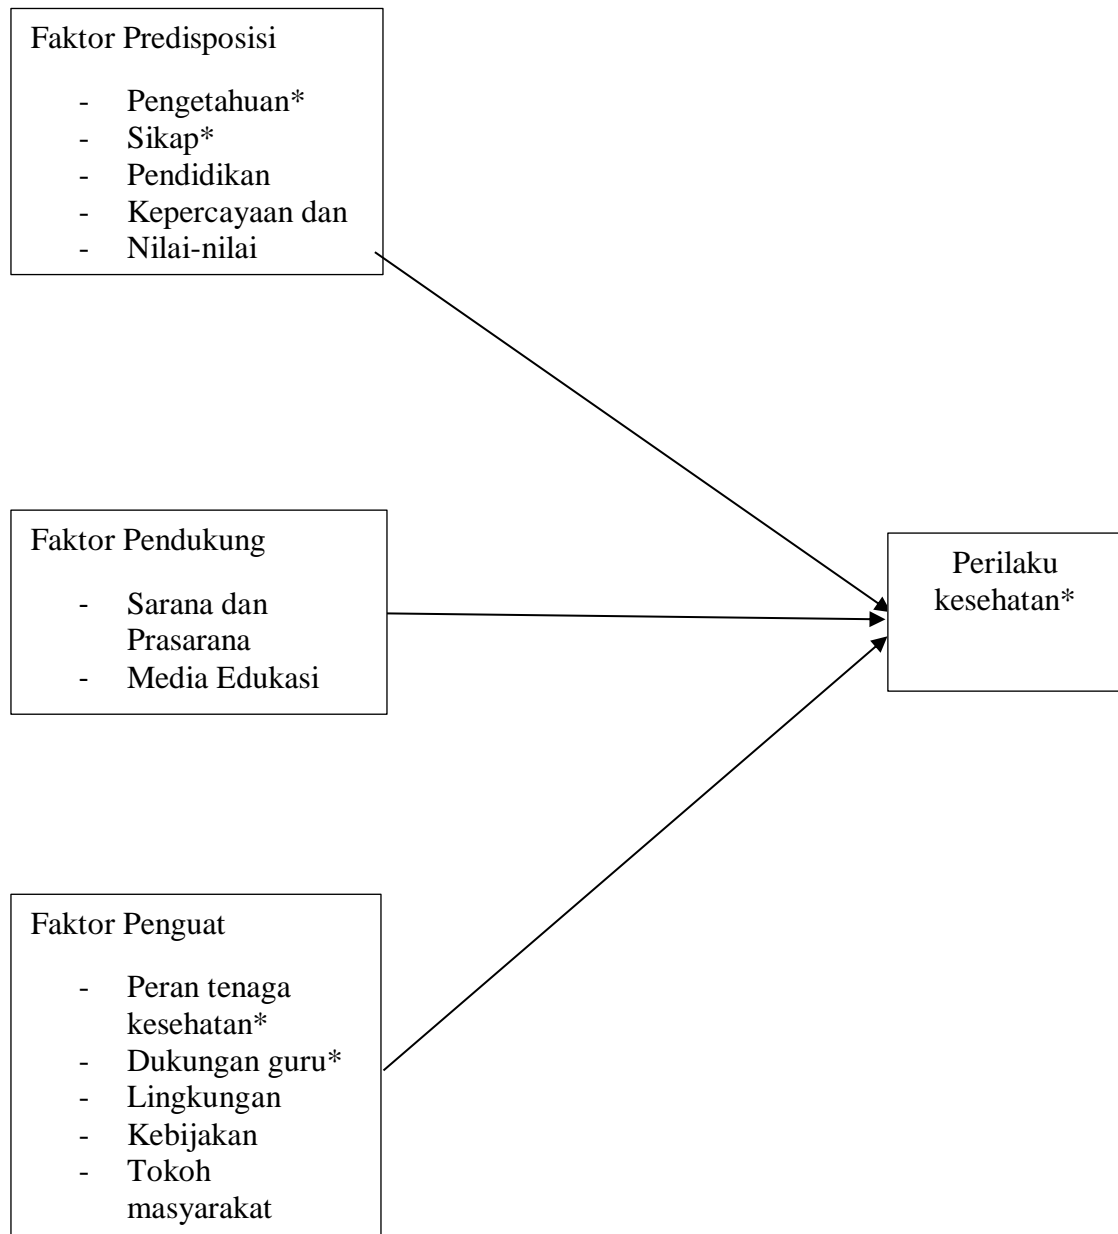 Faktor Predisposisi
- Pengetahuan*
- Sikap*
- Pendidikan
- Kepercayaan dan
- Nilai-nilai
Faktor Pendukung
- Sarana dan
Prasarana
- Media Edukasi
Perilaku
kesehatan*
Faktor Penguat
- Peran tenaga
kesehatan*
- Dukungan guru*
- Lingkungan
- Kebijakan
- Tokoh
masyarakat